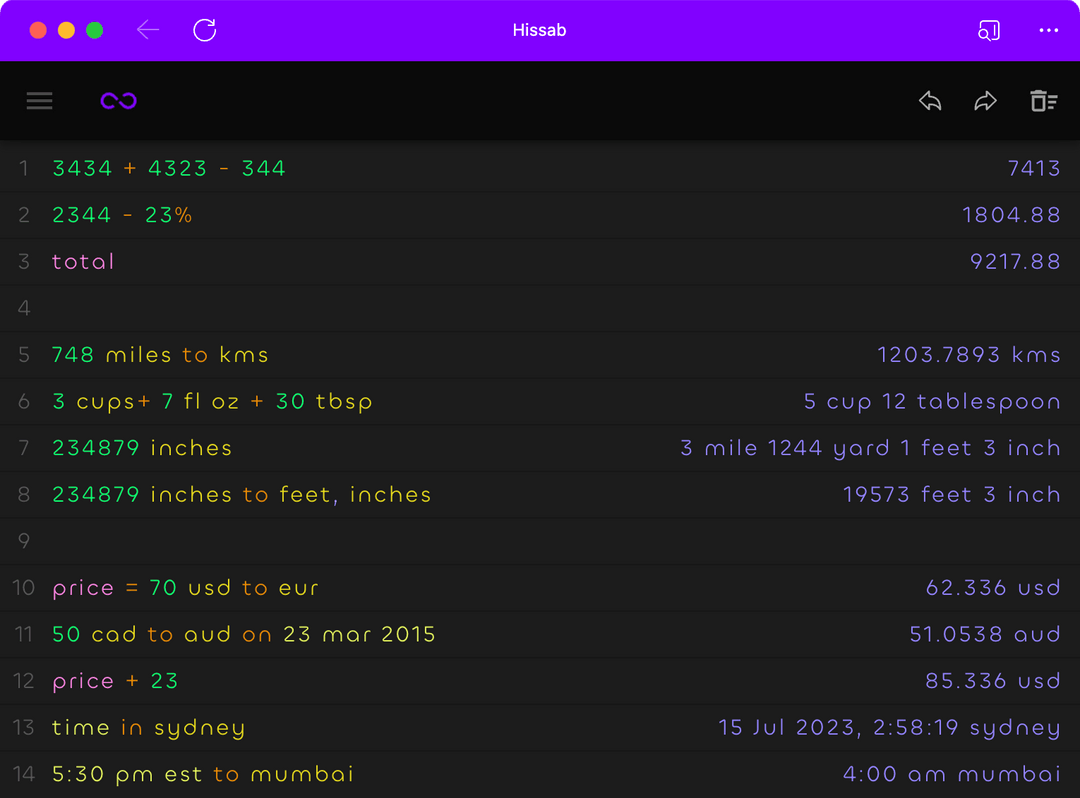 Hissab
1 3434 + 4323 - 344 7413
2 2344 - 23% 1804.88
3 total 9217.88
4
5 748 miles to kms 1203.7893 kms
6 3 cups+ 7 fl oz + 30 tbsp 5 cup 12 tablespoon
7 234879 inches 3 mile 1244 yard 1 feet 3 inch
8 234879 inches to feet, inches 19573 feet 3 inch
9
10 price = 70 usd to eur 62.336 usd
11 50 cad to aud on 23 mar 2015 51.0538 aud
12 price + 23 85.336 usd
13 time in sydney 15 Jul 2023, 2:58:19 sydney
14 5:30 pm est to mumbai 4:00 am mumbai